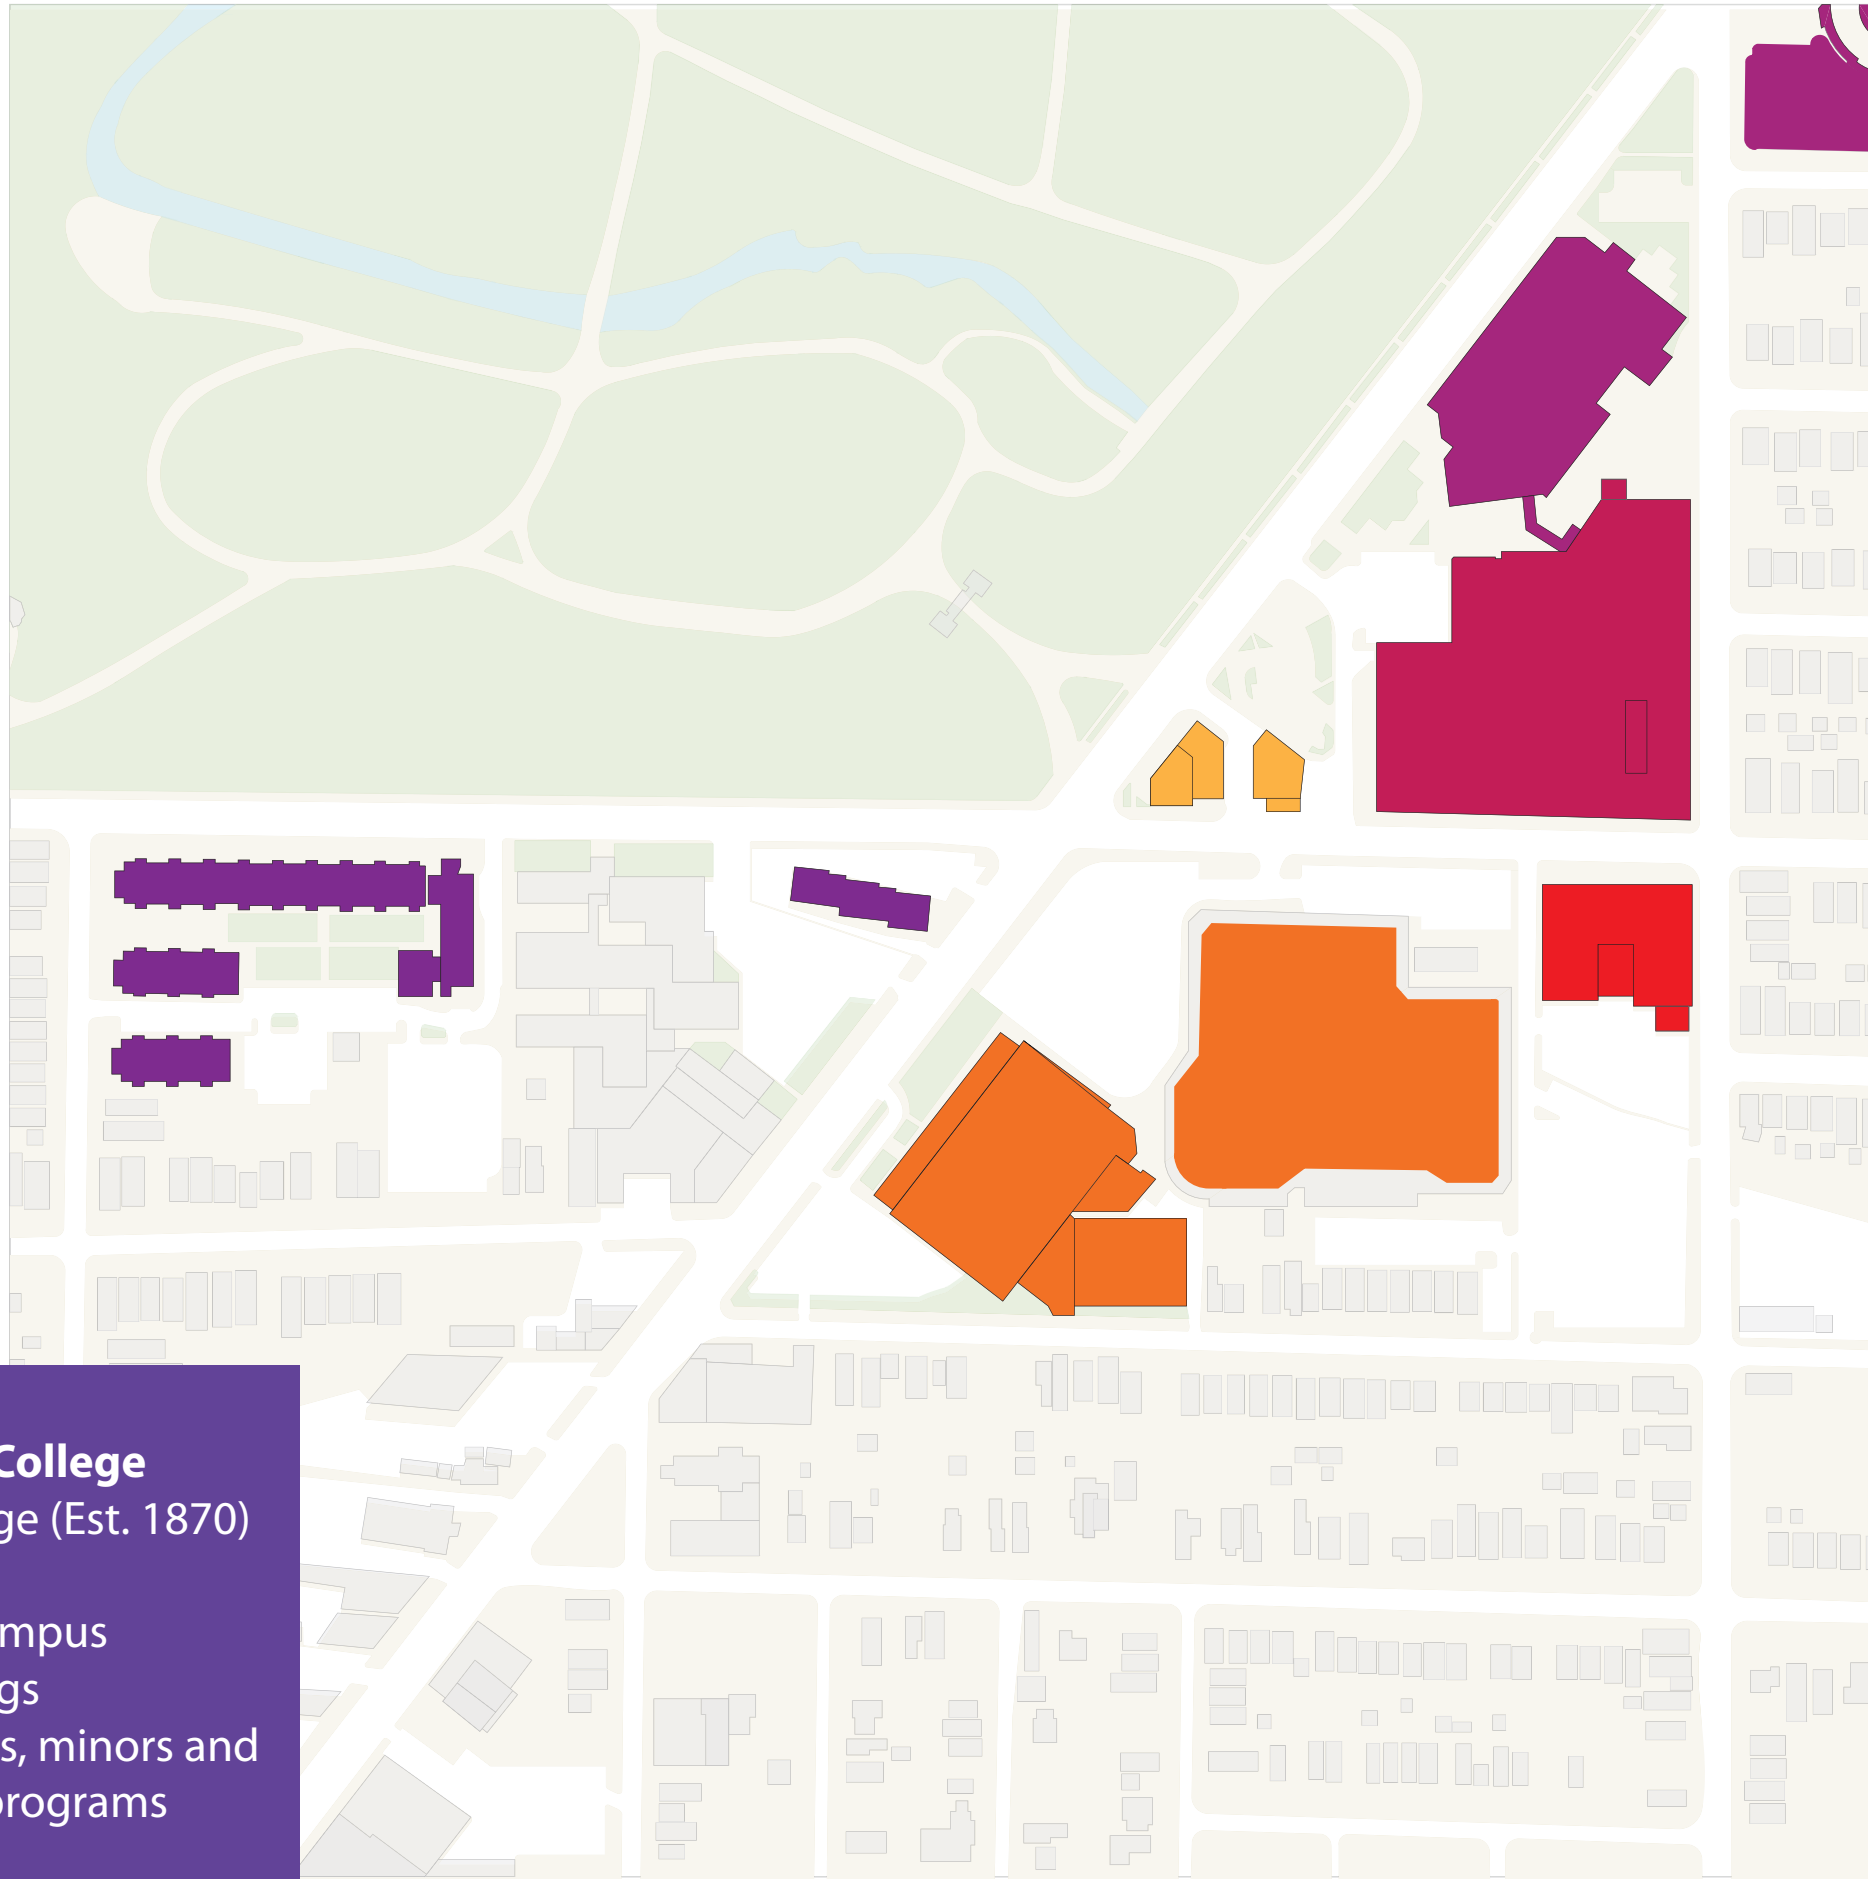 College
ge (Est. 1870)
mpus
gs
s, minors and
programs